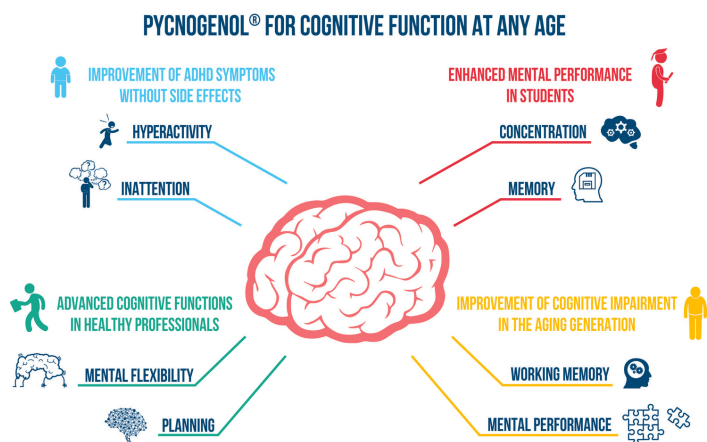 PYCNOGENOL® FOR COGNITIVE FUNCTION AT ANY AGE
IMPROVEMENT OF ADHD SYMPTOMS
WITHOUT SIDE EFFECTS
HYPERACTIVITY
INATTENTION
ENHANCED MENTAL PERFORMANCE
IN STUDENTS
CONCENTRATION
MEMORY
ADVANCED COGNITIVE FUNCTIONS
IN HEALTHY PROFESSIONALS
MENTAL FLEXIBILITY
PLANNING
IMPROVEMENT OF COGNITIVE IMPAIRMENT
IN THE AGING GENERATION
WORKING MEMORY
MENTAL PERFORMANCE